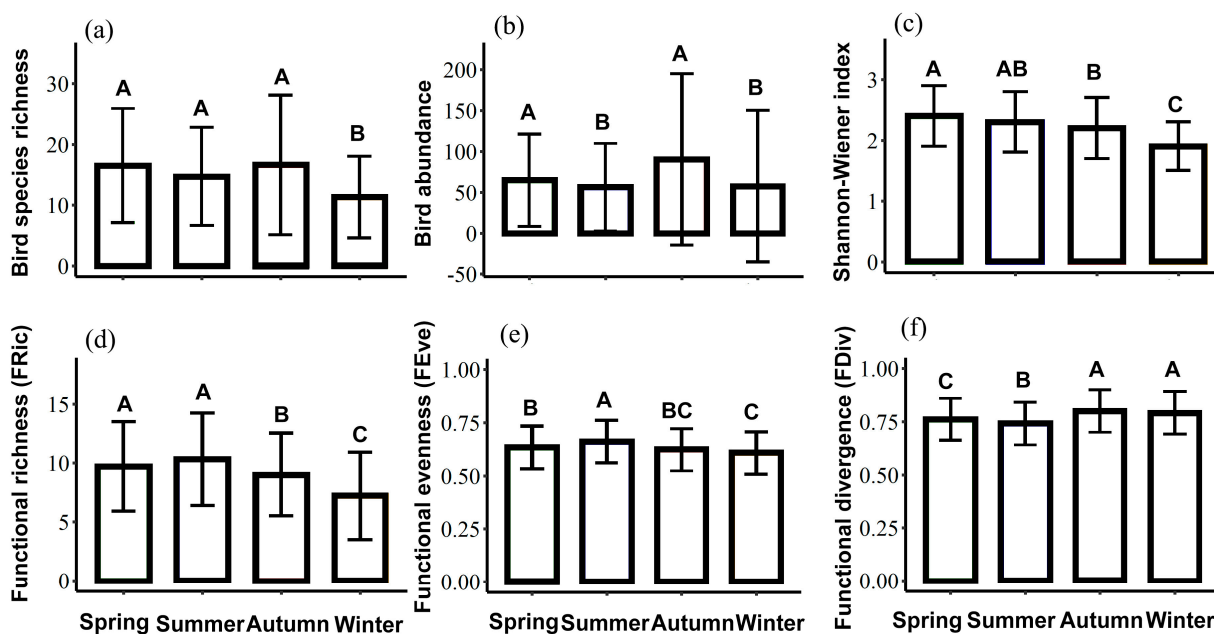 (a)
Bird species richness
30
20
10
0
A
A
A
B
(b)
Bird abundance
200
150
100
50
0
-50
A
B
A
B
(c)
Shannon-Wiener index
3
2
1
0
A
AB
B
C
(d)
Functional richness (FRic)
15
10
5
0
A
A
B
C
Spring Summer Autumn Winter
(e)
Functional evenness (FEve)
1.00
0.75
0.50
0.25
0.00
B
A
BC
C
Spring Summer Autumn Winter
(f)
Functional divergence (FDiv)
1.00
0.75
0.50
0.25
0.00
C
B
A
A
Spring Summer Autumn Winter